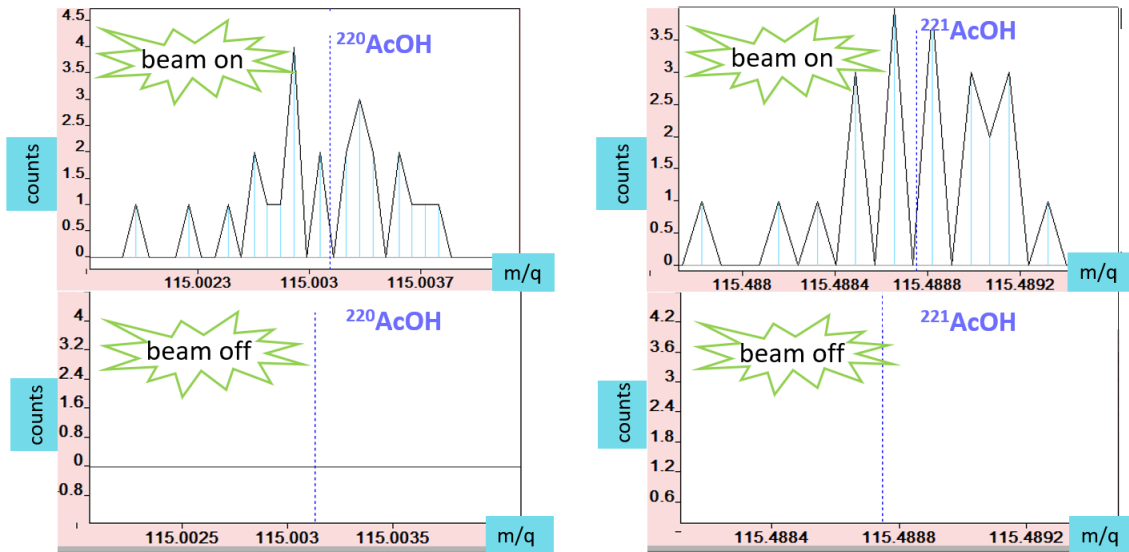 4.5
4
3.5
3
2.5
2
1.5
1
0.5
0
counts
beam on
²²⁰AcOH
115.0023
115.003
115.0037
m/q
3.5
3
2.5
2
1.5
1
0.5
0
counts
beam on
²²¹AcOH
115.488
115.4884
115.4888
115.4892
m/q
4
3.2
2.4
1.6
0.8
0
-0.8
counts
beam off
²²⁰AcOH
115.0025
115.003
115.0035
m/q
4.2
3.6
3
2.4
1.8
1.2
0.6
counts
beam off
²²¹AcOH
115.4884
115.4888
115.4892
m/q